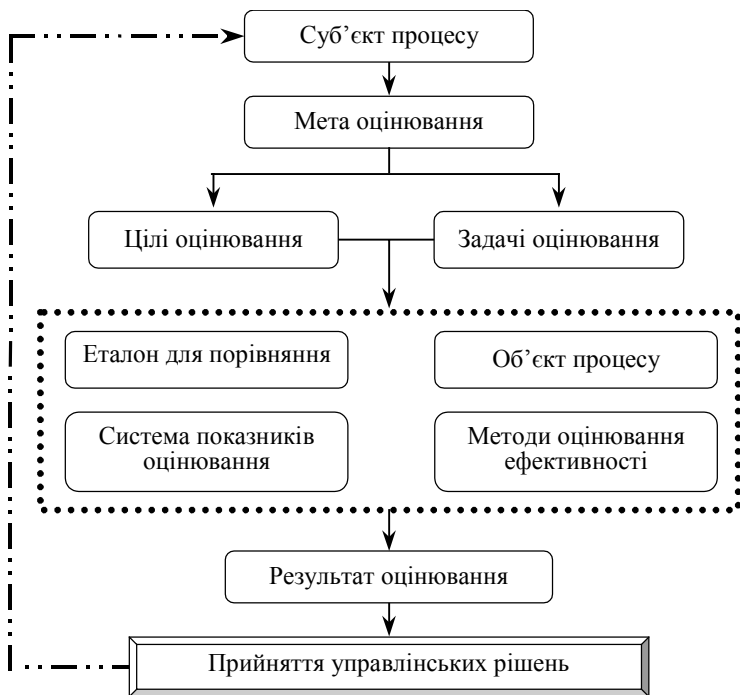 Суб’єкт процесу
Мета оцінювання
Цілі оцінювання
Задачі оцінювання
Еталон для порівняння
Об’єкт процесу
Система показників
оцінювання
Методи оцінювання
ефективності
Результат оцінювання
Прийняття управлінських рішень